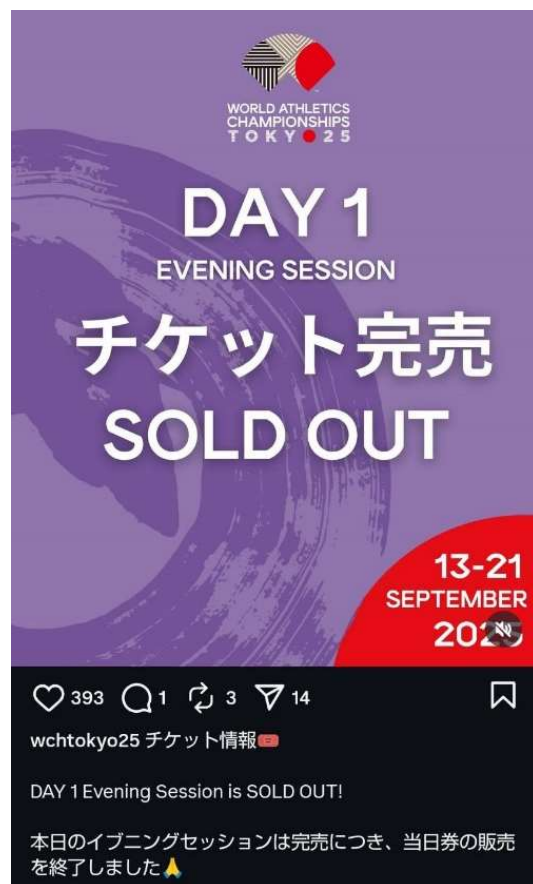 WORLD ATHLETICS
CHAMPIONSHIPS
TOKYO 25
DAY 1
EVENING SESSION
チケット完売
SOLD OUT
13-21
SEPTEMBER
2025
393 1 3 14
wchtokyo25 チケット情報🎟️
DAY 1 Evening Session is SOLD OUT!
本日のイブニングセッションは完売につき、当日券の販売
を終了しました🙏